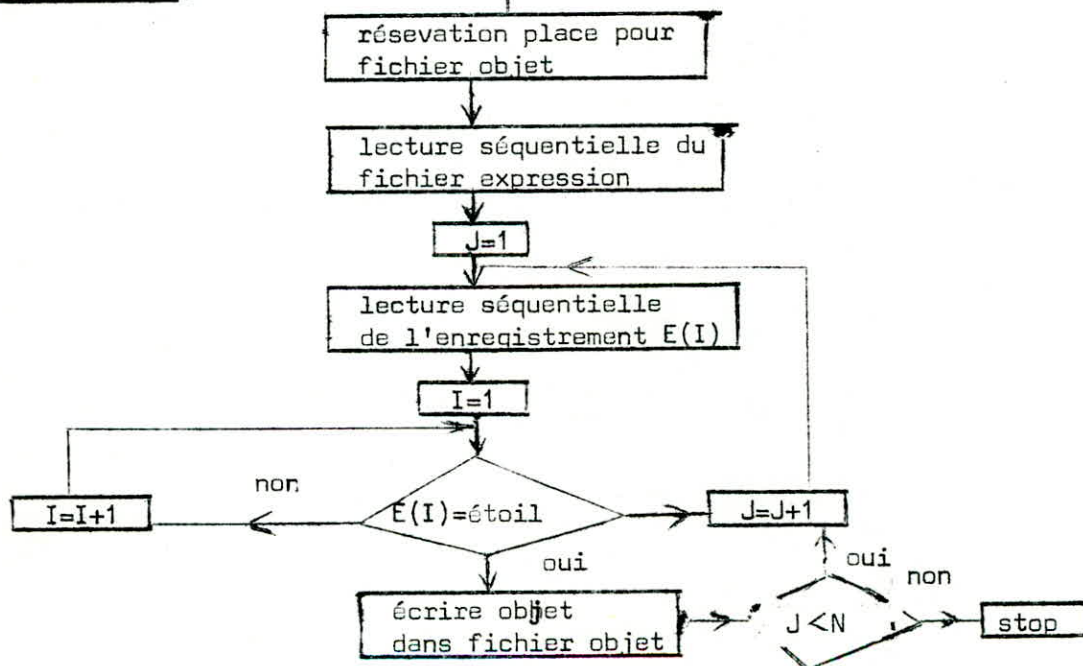 résevation place pour
fichier objet
lecture séquentielle du
fichier expression
J=1
lecture séquentielle
de l'enregistrement E(I)
I=1
non
I=I+1
E(I)=étoil
J=J+1
oui
oui
non
écrire objt
dans fichier objet
J<N
stop